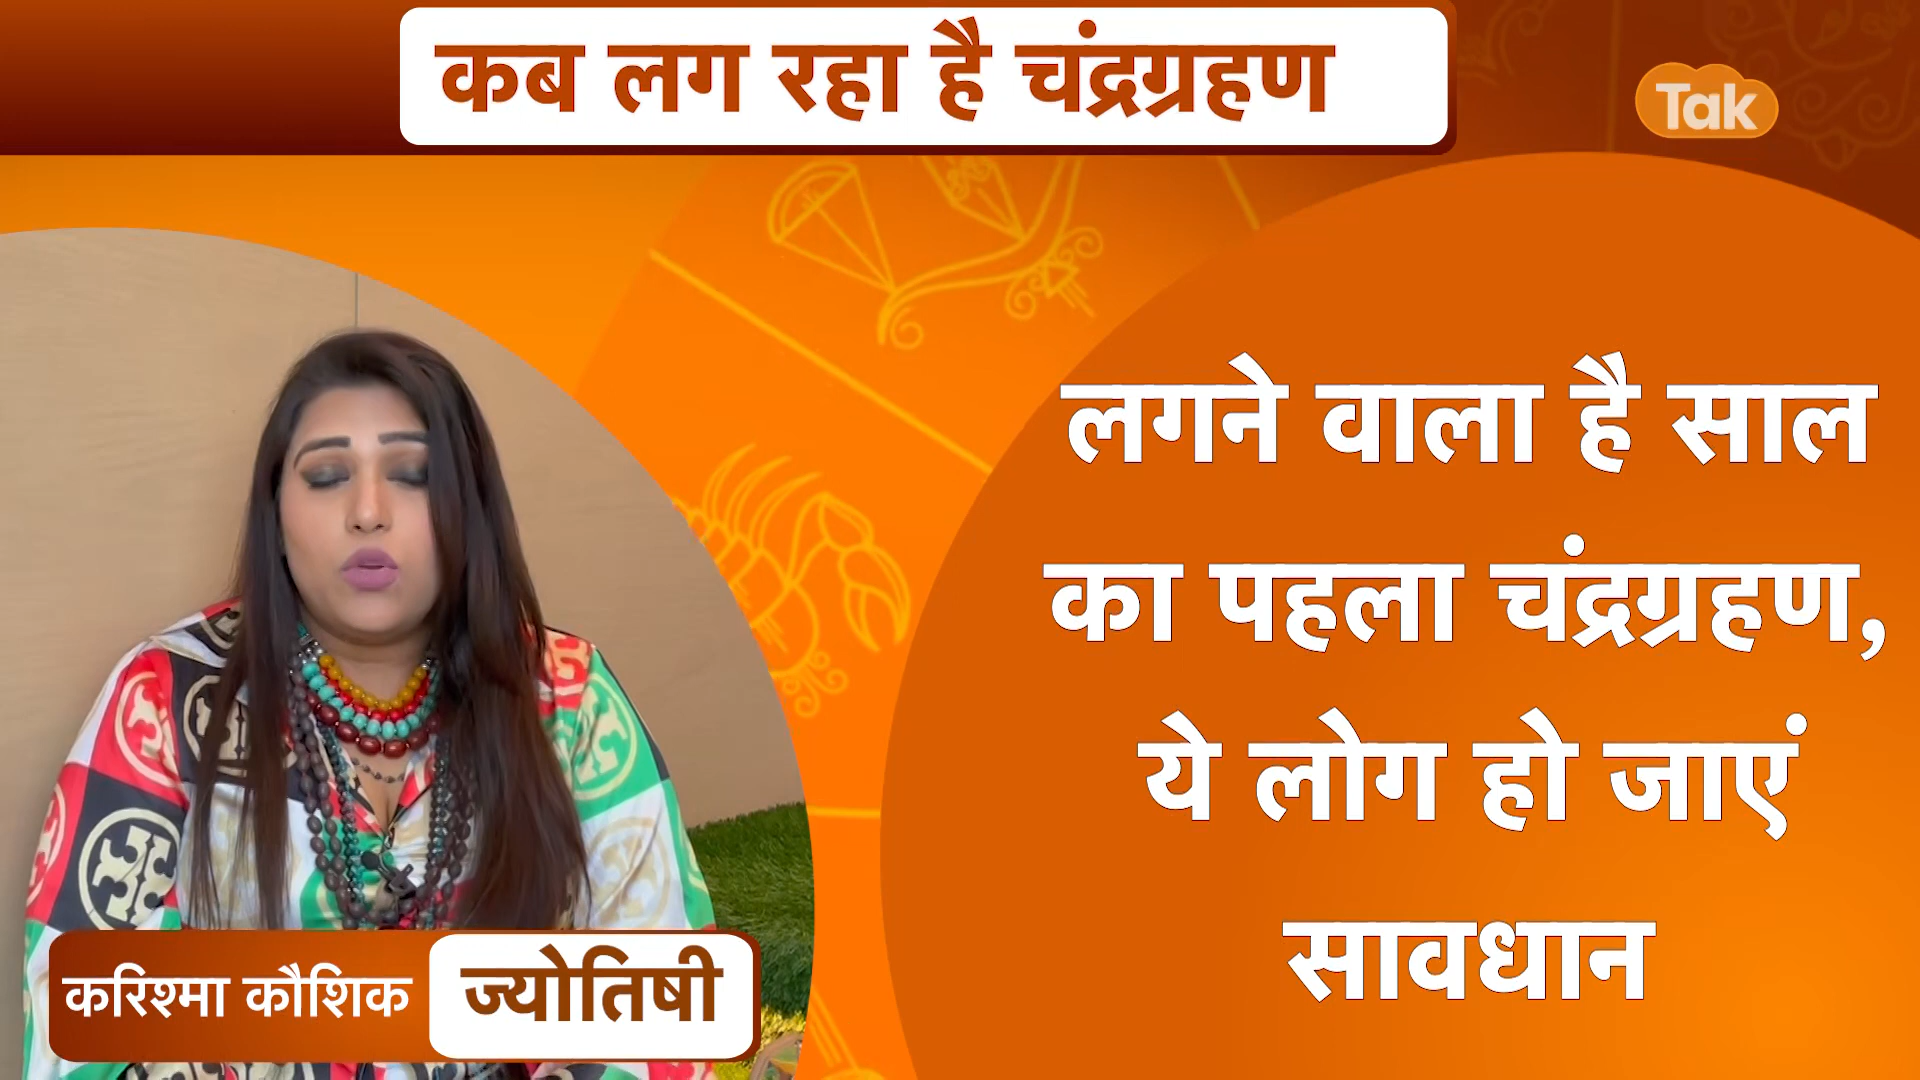 कब लग रहा है चंद्रग्रहण
Tak
लगने वाला है साल
का पहला चंद्रग्रहण,
ये लोग हो जाएं
सावधान
करिश्मा कौशिक
ज्योतिषी